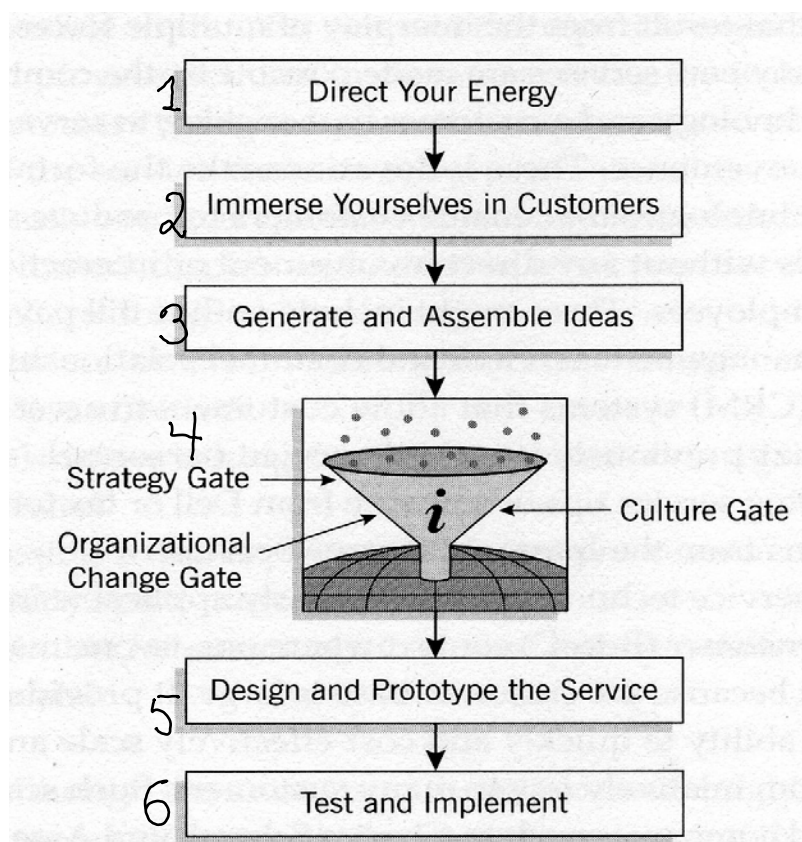 1 Direct Your Energy
2 Immerse Yourselves in Customers
3 Generate and Assemble Ideas
4
Strategy Gate
i
Culture Gate
Organizational
Change Gate
5 Design and Prototype the Service
6 Test and Implement